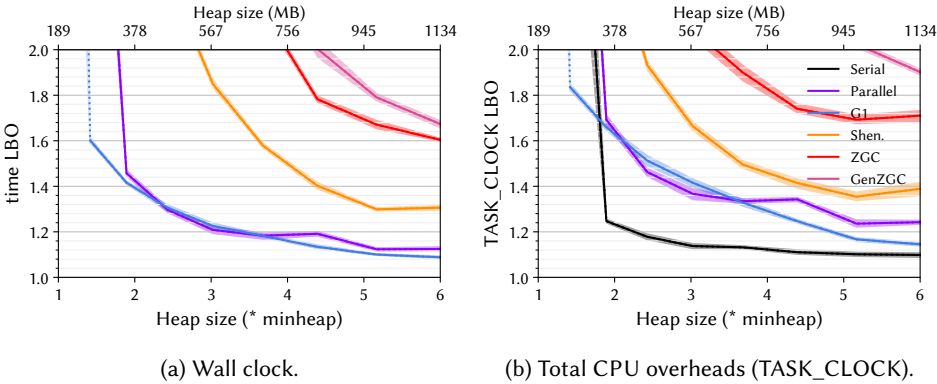 Heap size (MB)
189 378 567 756 945 1134
time LBO
2.0
1.8
1.6
1.4
1.2
1.0
1 2 3 4 5 6
Heap size (* minheap)
(a) Wall clock.
Heap size (MB)
189 378 567 756 945 1134
TASK_CLOCK LBO
2.0
1.8
1.6
1.4
1.2
1.0
Serial
Parallel
G1
Shen.
ZGC
GenZGC
1 2 3 4 5 6
Heap size (* minheap)
(b) Total CPU overheads (TASK_CLOCK).